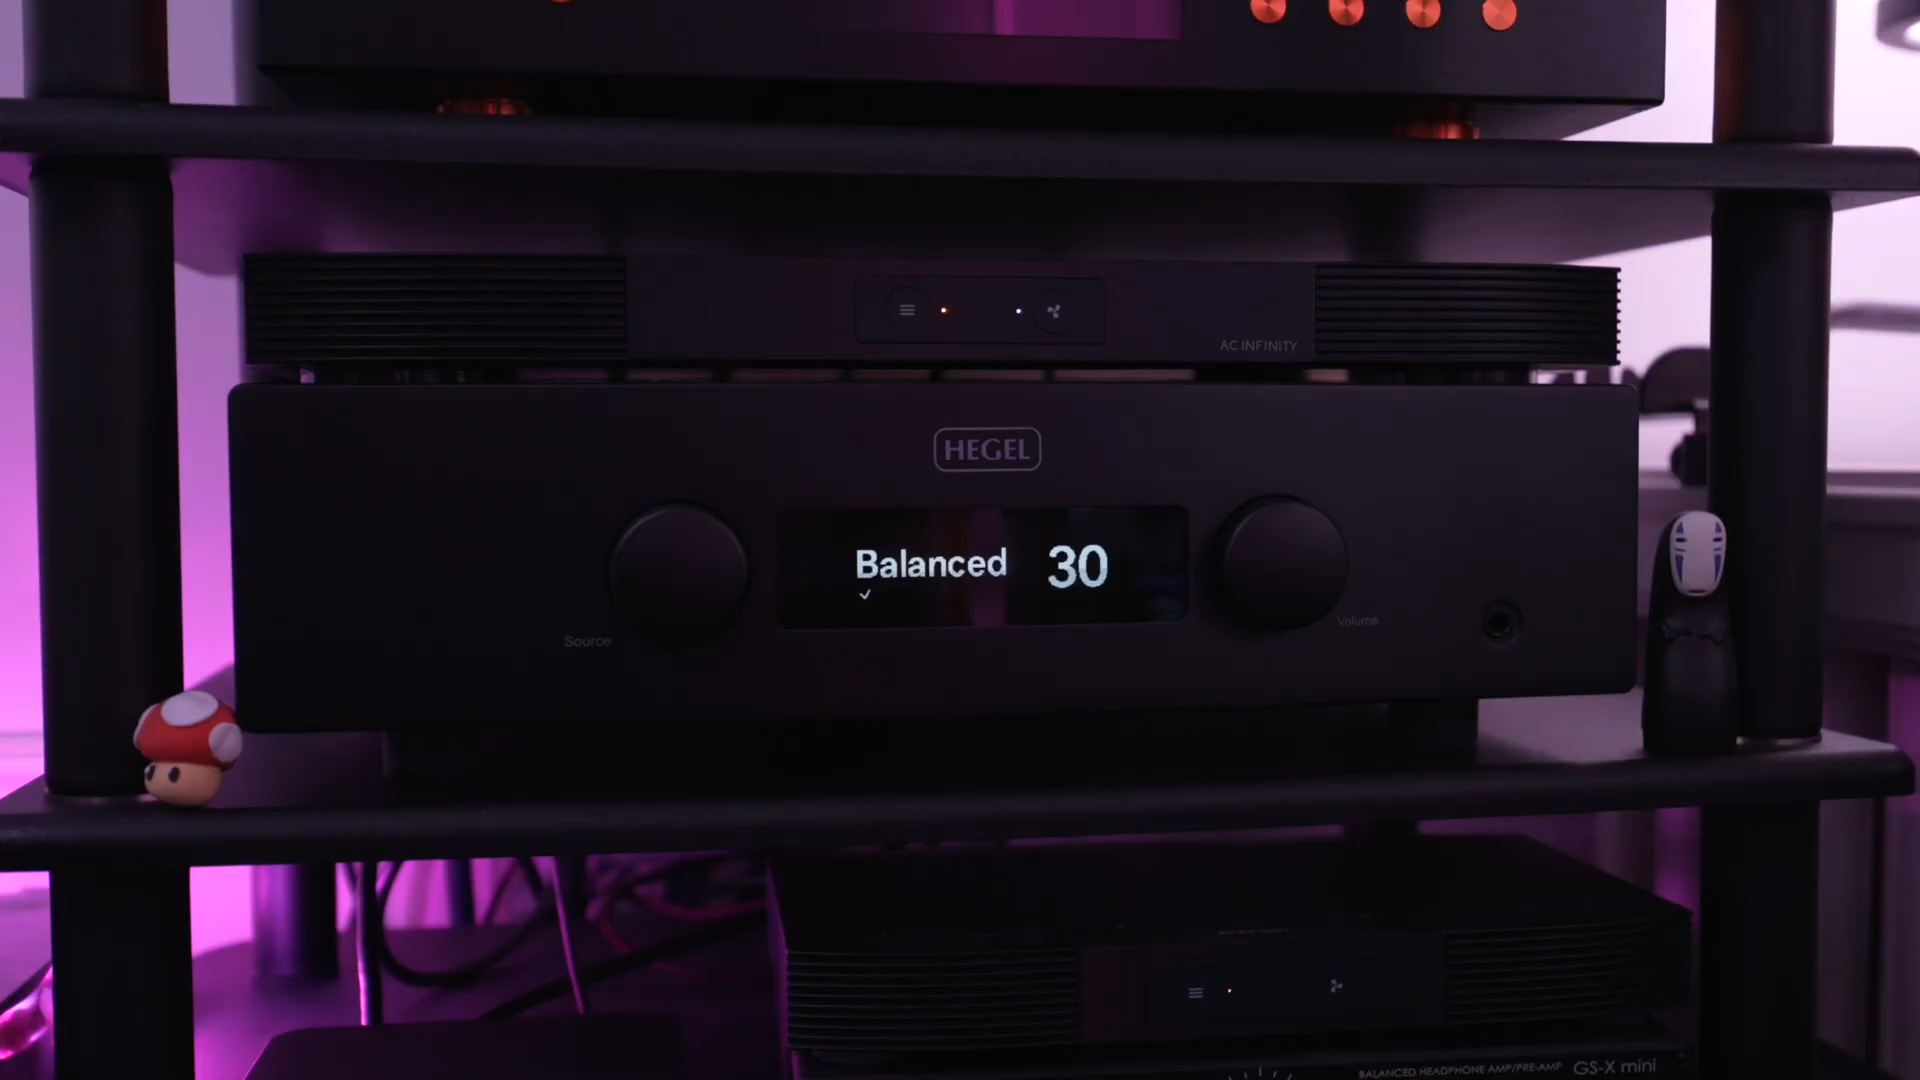 AC INFINITY
HEGEL
Balanced 30
Source
Volume
BALANCED HEADPHONE AMP/PRE-AMP GS-X mini